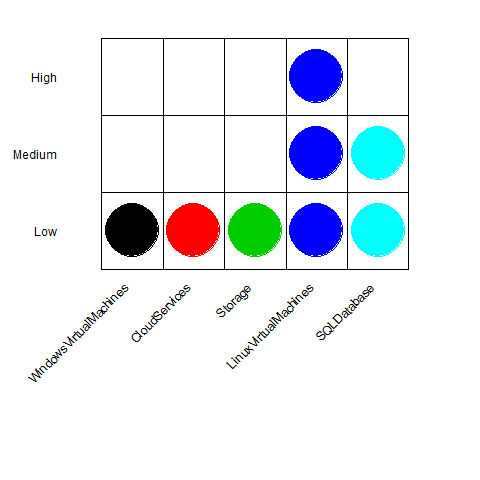 High
Medium
Low
WindowsVirtualMachines
CloudServices
Storage
LinuxVirtualMachines
SQLDatabase